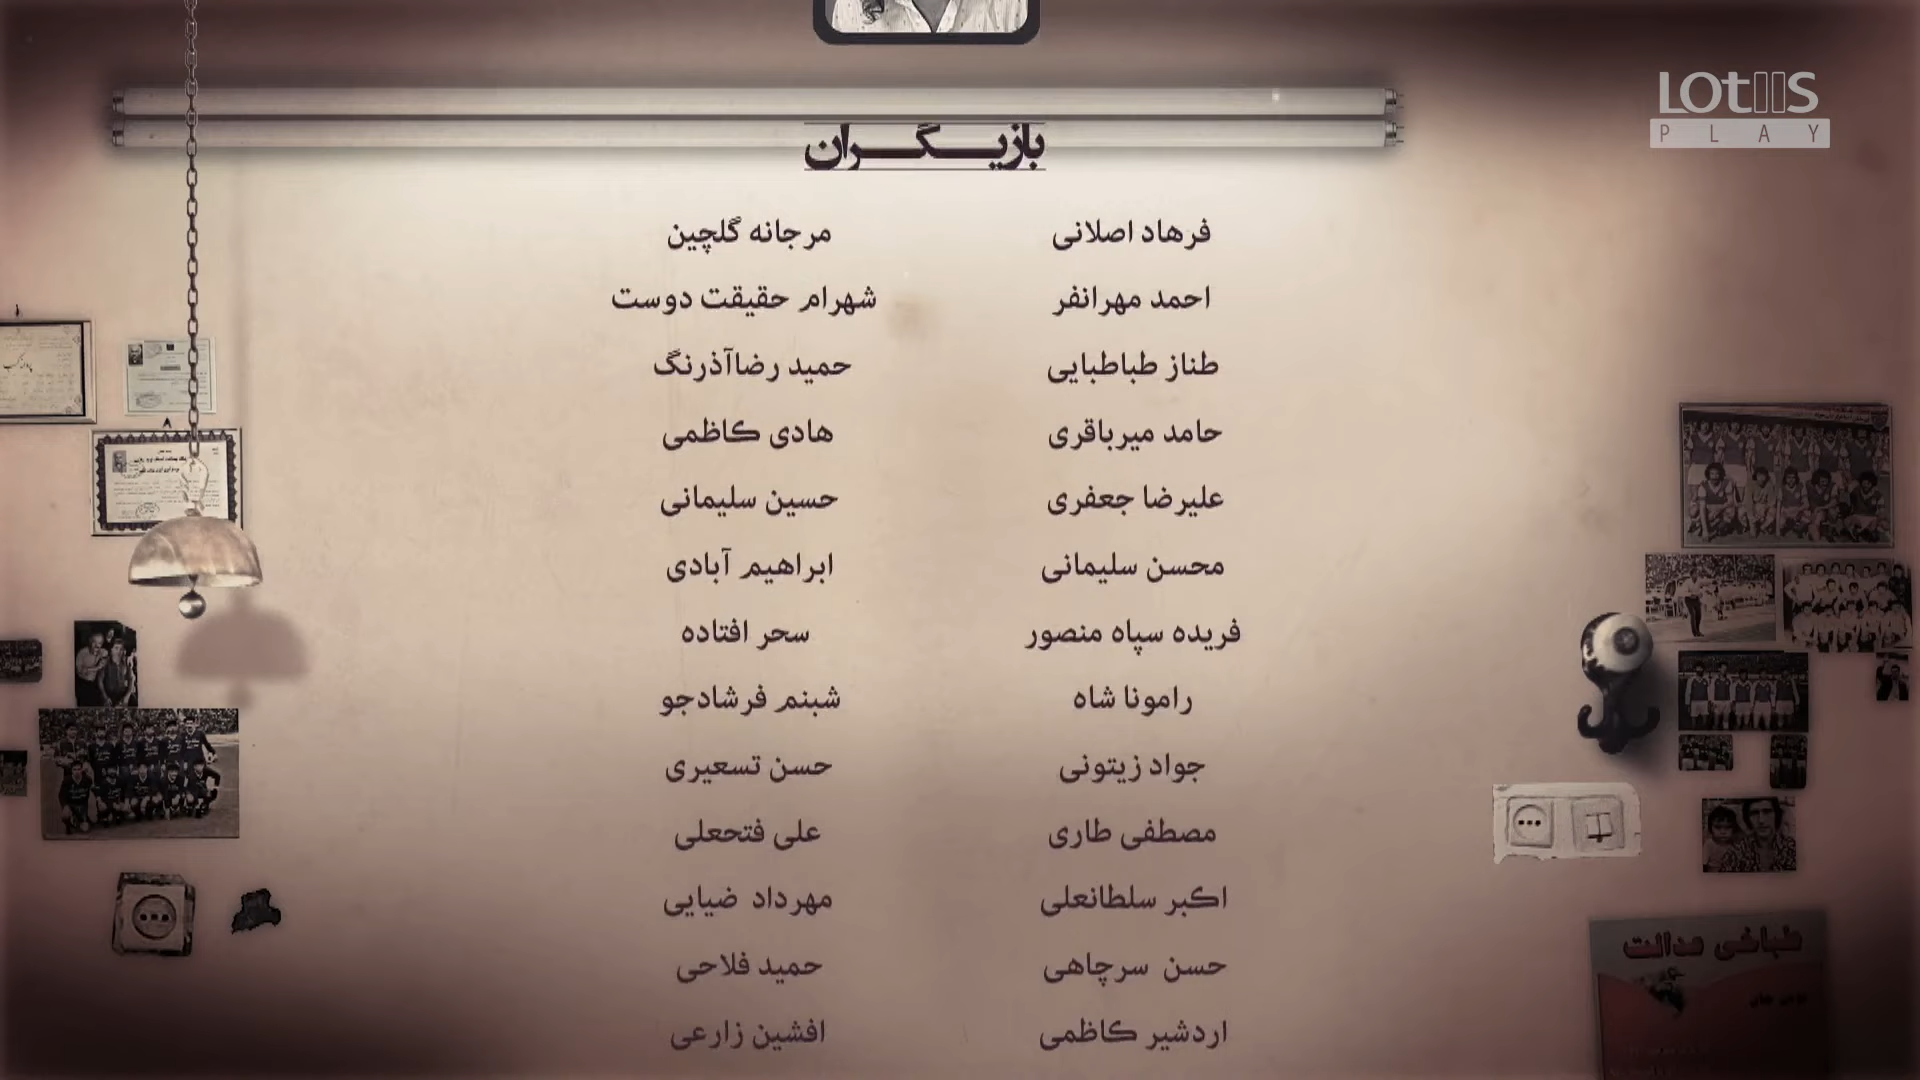 LOtIIS
PLAY
بازیگران
فرهاد اصلانی
مرجانه گلچین
احمد مهرانفر
شهرام حقیقت دوست
طناز طباطبایی
حمید رضاآذرنگ
حامد میرباقری
هادی کاظمی
علیرضا جعفری
حسین سلیمانی
محسن سلیمانی
ابراهیم آبادی
فریده سپاه منصور
سحر افتاده
رامونا شاه
شبنم فرشادجو
جواد زیتونی
حسن تسعیری
مصطفی طاری
علی فتحعلی
اکبر سلطانعلی
مهرداد ضیایی
حسن سرچاهی
حمید فلاحی
اردشیر کاظمی
افشین زارعی
طباخی عدالت